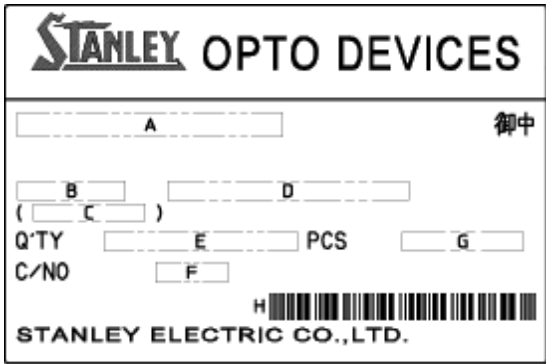 STANLEY OPTO DEVICES
A 御中
B D
( C )
Q'TY E PCS G
C/NO F
H
STANLEY ELECTRIC CO.,LTD.